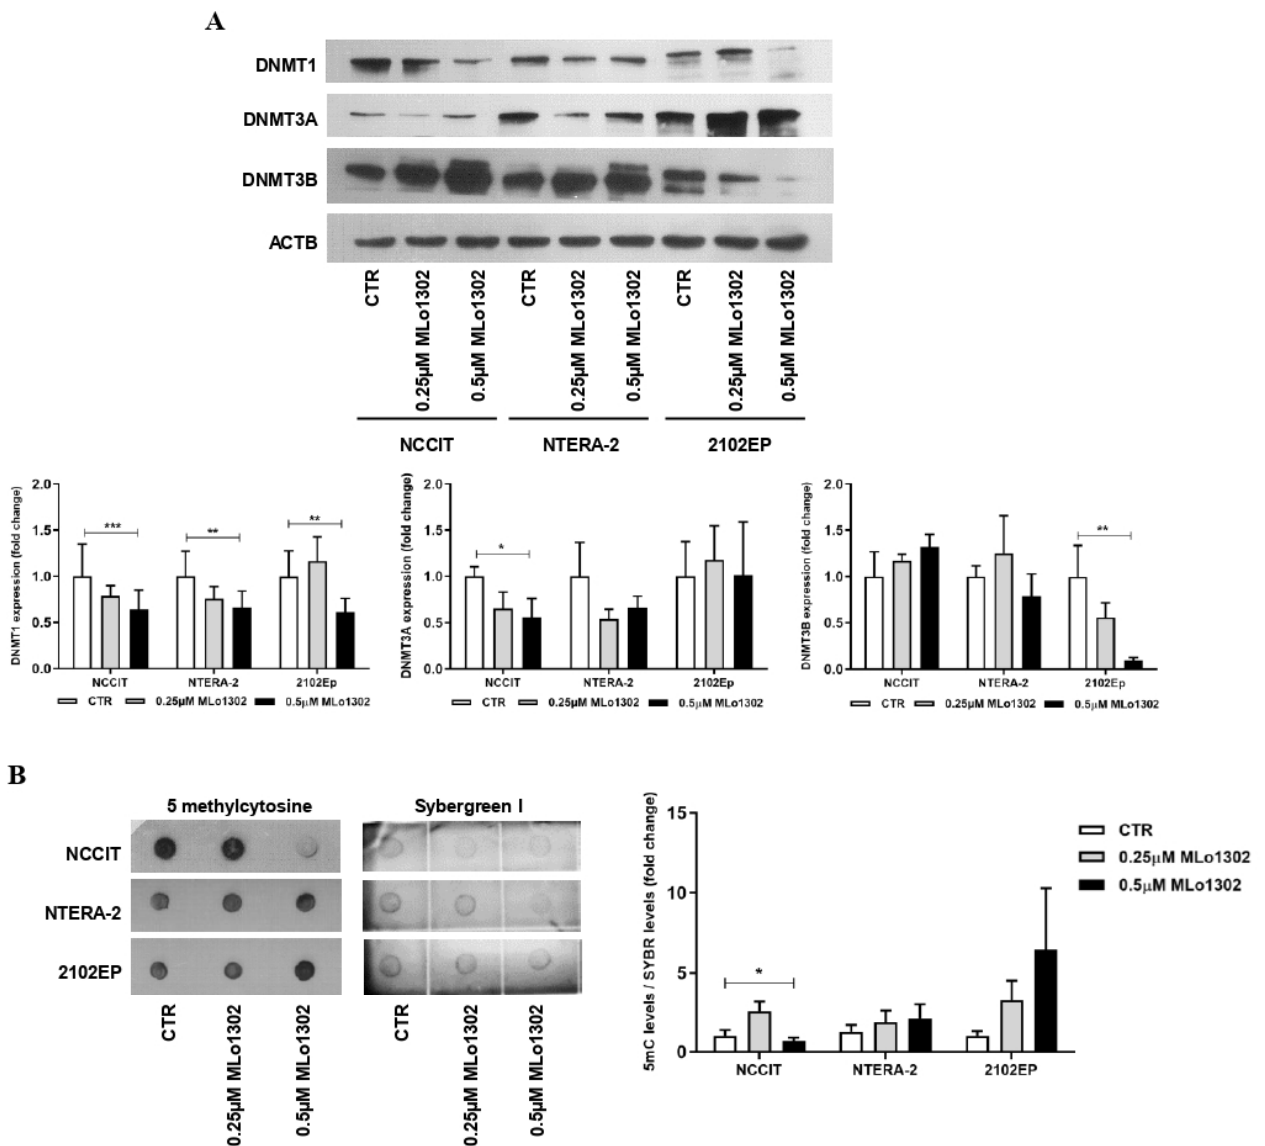 A
DNMT1
DNMT3A
DNMT3B
ACTB
CTR
0.25µM MLo1302
0.5µM MLo1302
CTR
0.25µM MLo1302
0.5µM MLo1302
CTR
0.25µM MLo1302
0.5µM MLo1302
NCCIT NTERA-2 2102EP
DNMT1 expression (fold change)
2.0
1.5
1.0
0.5
0.0
***
**
**
NCCIT NTERA-2 2102Ep
CTR 0.25µM MLo1302 0.5µM MLo1302
DNMT3A expression (fold change)
2.0
1.5
1.0
0.5
0.0
*
NCCIT NTERA-2 2102Ep
CTR 0.25µM MLo1302 0.5µM MLo1302
DNMT3B expression (fold change)
2.0
1.5
1.0
0.5
0.0
**
NCCIT NTERA-2 2102Ep
CTR 0.25µM MLo1302 0.5µM MLo1302
B
5 methylcytosine Sybergreen I
NCCIT
NTERA-2
2102EP
CTR
0.25µM MLo1302
0.5µM MLo1302
CTR
0.25µM MLo1302
0.5µM MLo1302
5mC levels / SYBR levels (fold change)
15
10
5
0
*
NCCIT NTERA-2 2102EP
CTR
0.25µM MLo1302
0.5µM MLo1302